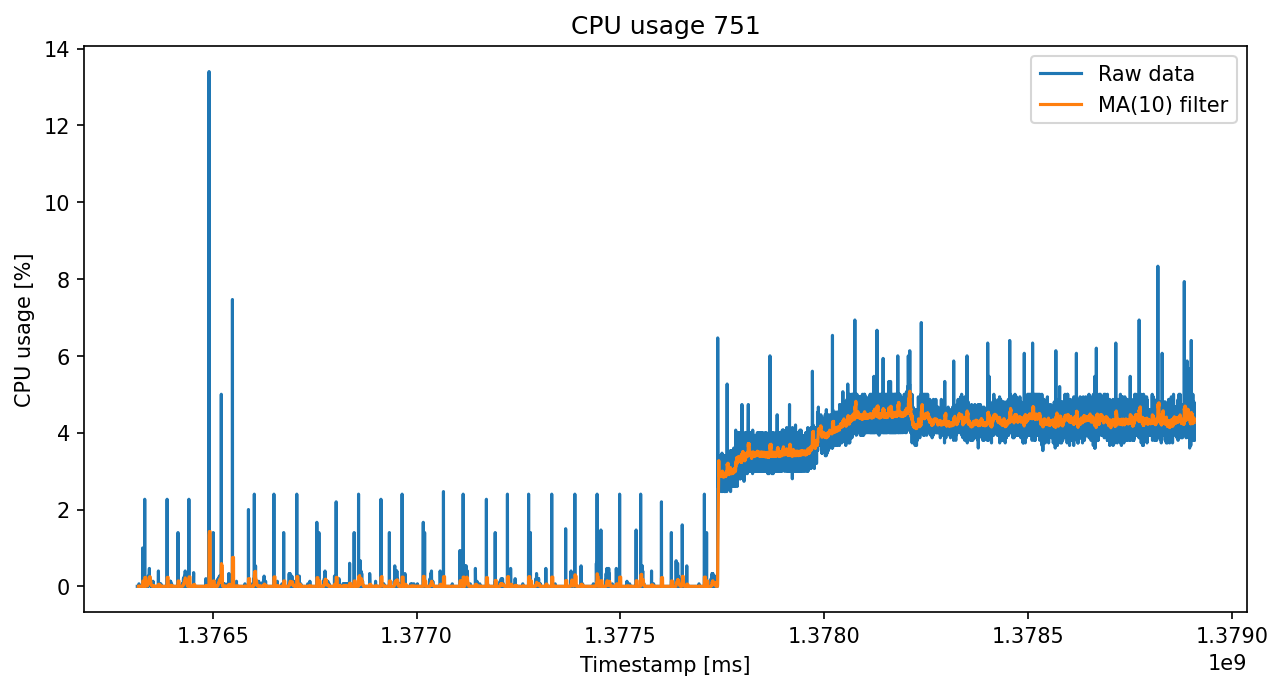 CPU usage 751
Raw data
MA(10) filter
CPU usage [%]
14
12
10
8
6
4
2
0
1.3765 1.3770 1.3775 1.3780 1.3785 1.3790
1e9
Timestamp [ms]